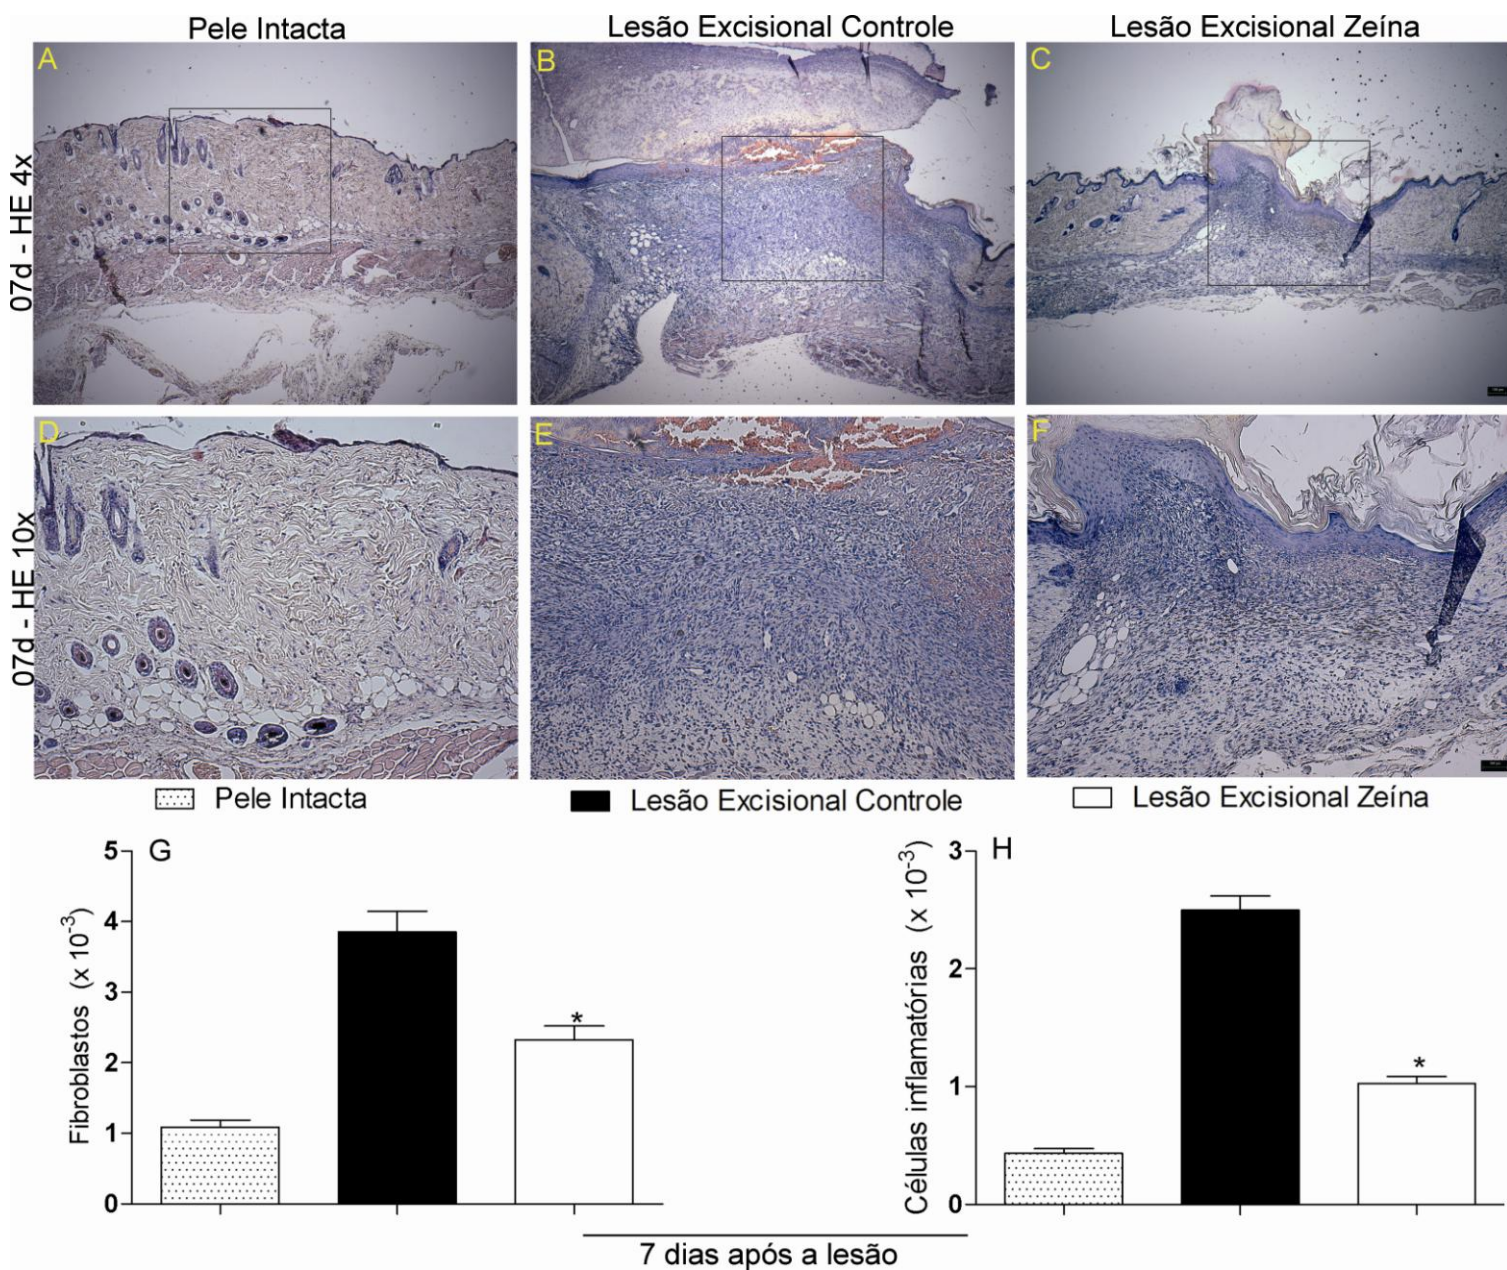 Pele Intacta
Lesão Excisional Controle
Lesão Excisional Zeína
A
B
C
07d - HE 4x
D
E
F
07d - HE 10x
Pele Intacta
Lesão Excisional Controle
Lesão Excisional Zeína
G
5
4
3
2
1
0
Fibroblastos (x 10⁻³)
*
H
3
2
1
0
Células inflamatórias (x 10⁻³)
*
7 dias após a lesão